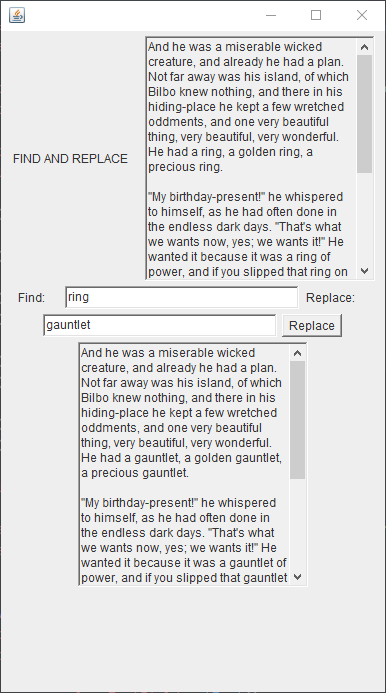 FIND AND REPLACE
And he was a miserable wicked
creature, and already he had a plan.
Not far away was his island, of which
Bilbo knew nothing, and there in his
hiding-place he kept a few wretched
oddments, and one very beautiful
thing, very beautiful, very wonderful.
He had a ring, a golden ring, a
precious ring.
"My birthday-present!" he whispered
to himself, as he had often done in
the endless dark days. "That's what
we wants now, yes; we wants it!" He
wanted it because it was a ring of
power, and if you slipped that ring on
Find: ring Replace:
gauntlet Replace
And he was a miserable wicked
creature, and already he had a plan.
Not far away was his island, of which
Bilbo knew nothing, and there in his
hiding-place he kept a few wretched
oddments, and one very beautiful
thing, very beautiful, very wonderful.
He had a gauntlet, a golden gauntlet,
a precious gauntlet.
"My birthday-present!" he whispered
to himself, as he had often done in
the endless dark days. "That's what
we wants now, yes; we wants it!" He
wanted it because it was a gauntlet of
power, and if you slipped that gauntlet